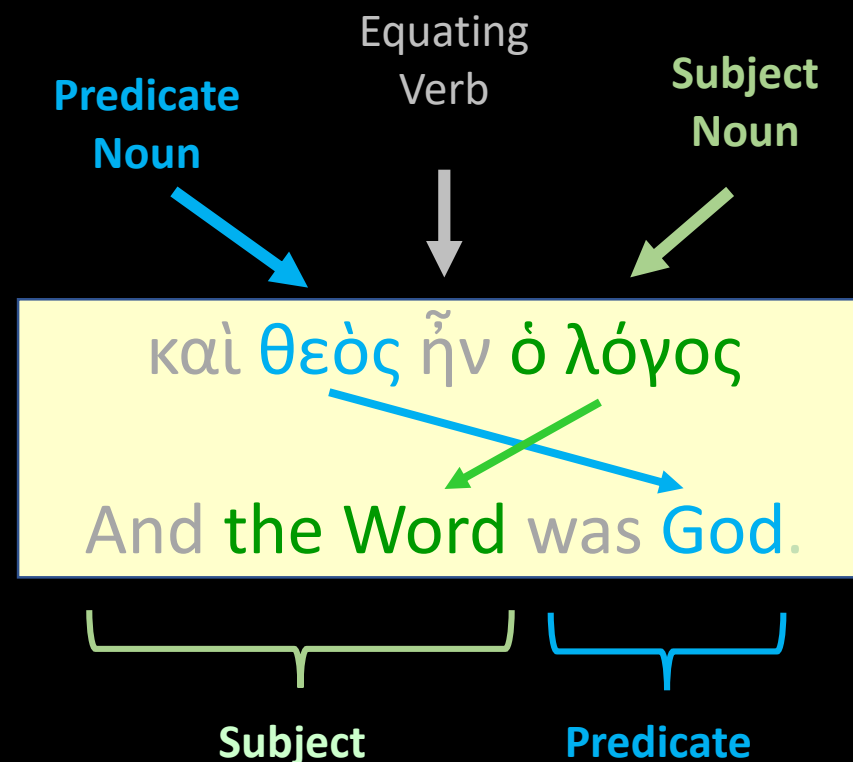 Equating
Verb
Predicate
Noun
Subject
Noun
καὶ θεὸς ἦν ὁ λόγος
And the Word was God.
Subject
Predicate